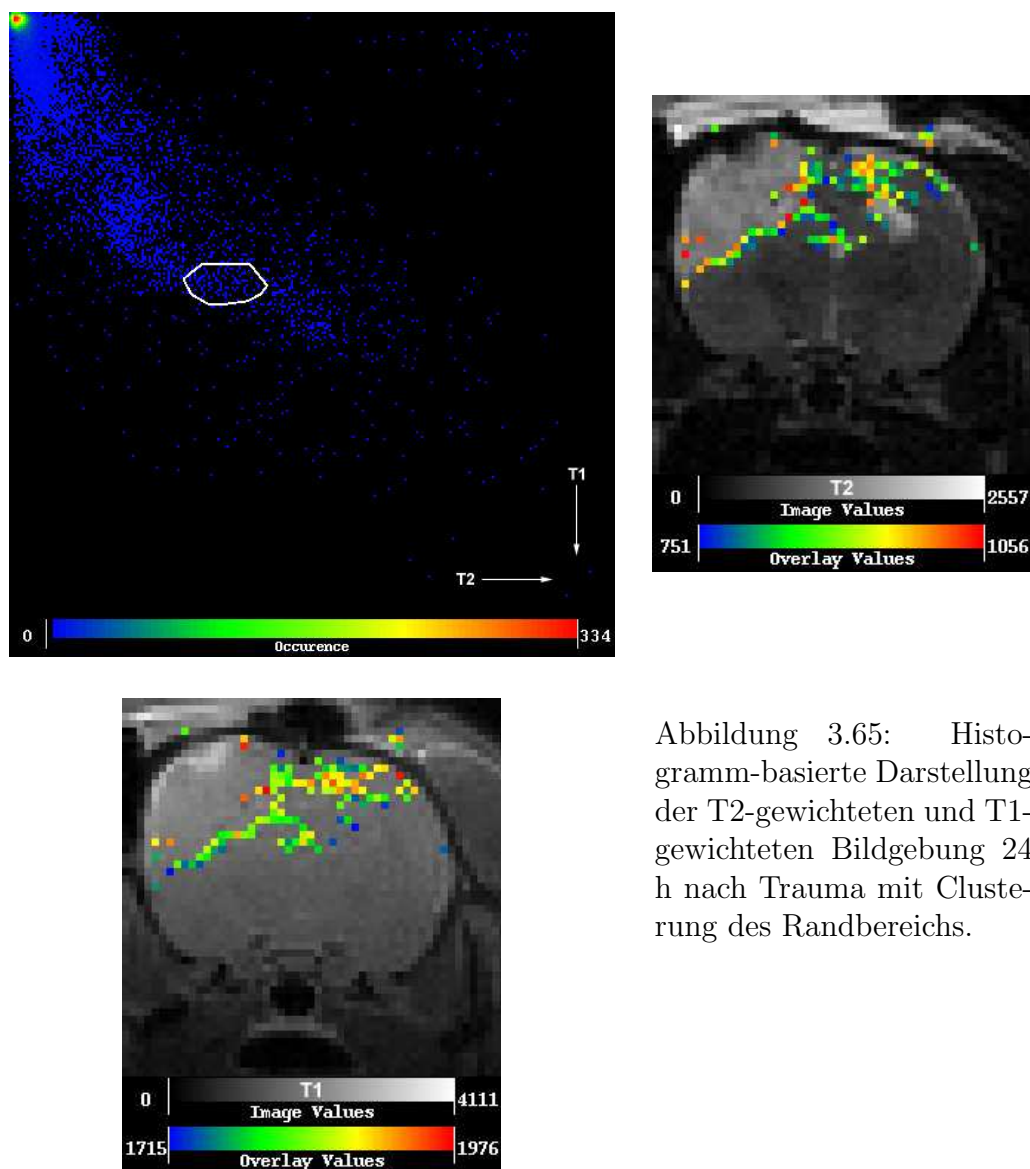 T1
T2
0
334
Occurence
T2
0
2557
Image Values
751
1056
Overlay Values
T1
0
4111
Image Values
1715
1976
Overlay Values
Abbildung 3.65: Histo-
gramm-basierte Darstellung
der T2-gewichteten und T1-
gewichteten Bildgebung 24
h nach Trauma mit Cluste-
rung des Randbereichs.